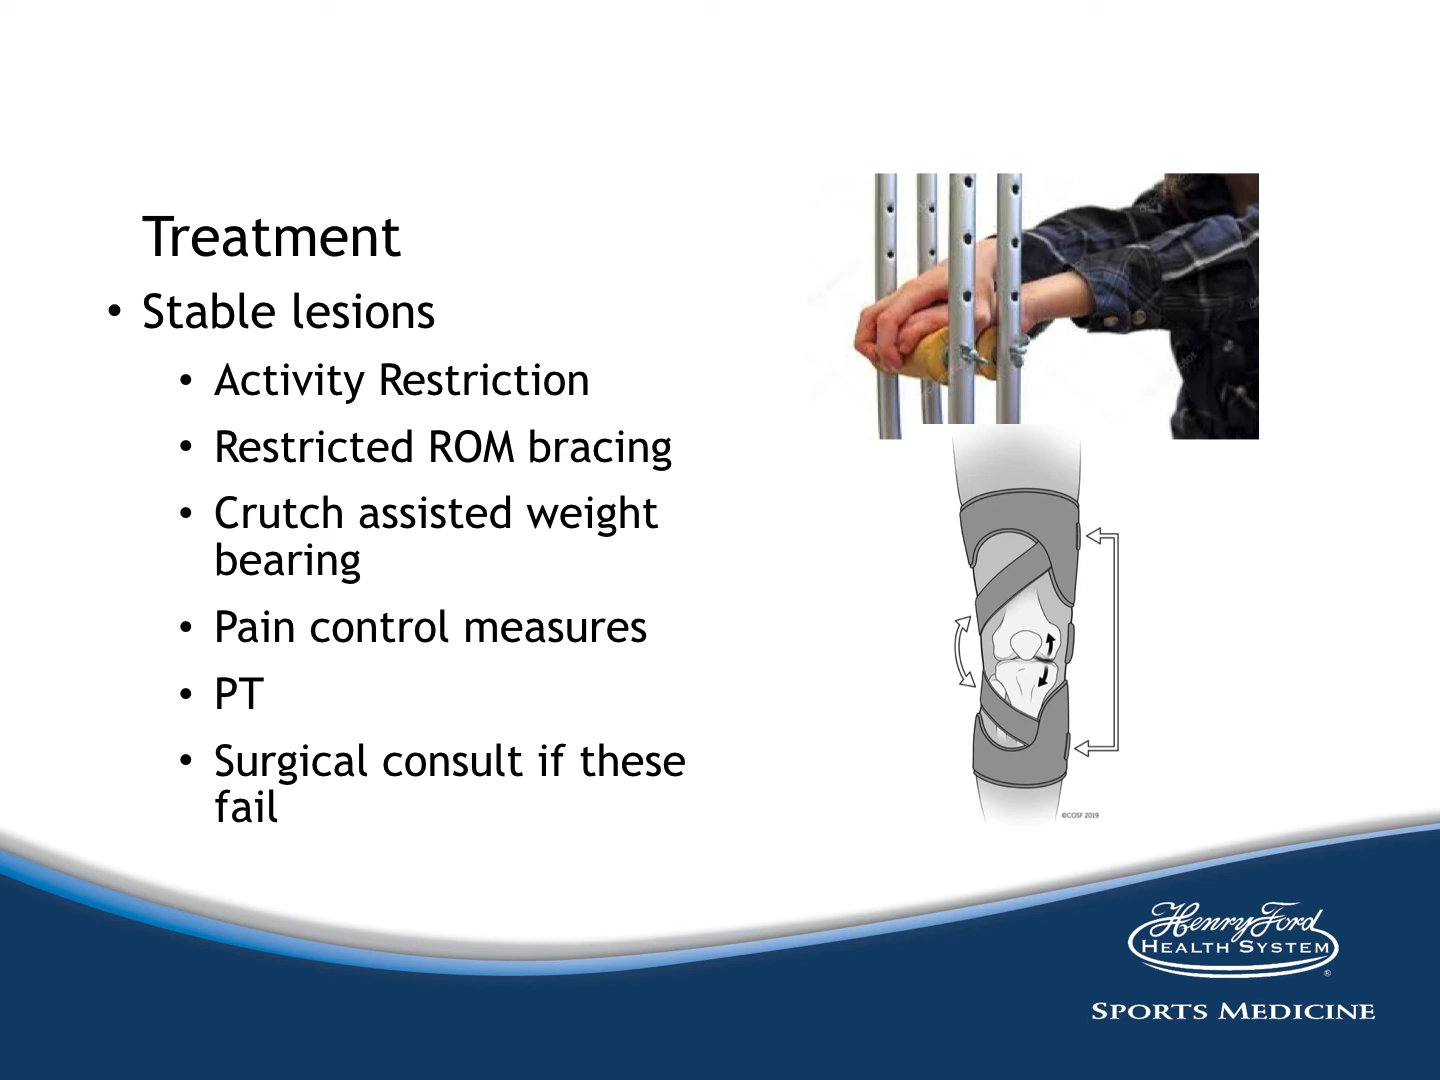 Treatment
• Stable lesions
• Activity Restriction
• Restricted ROM bracing
• Crutch assisted weight
bearing
• Pain control measures
• PT
• Surgical consult if these
fail
©COSF 2019
Henry Ford
HEALTH SYSTEM
®
SPORTS MEDICINE